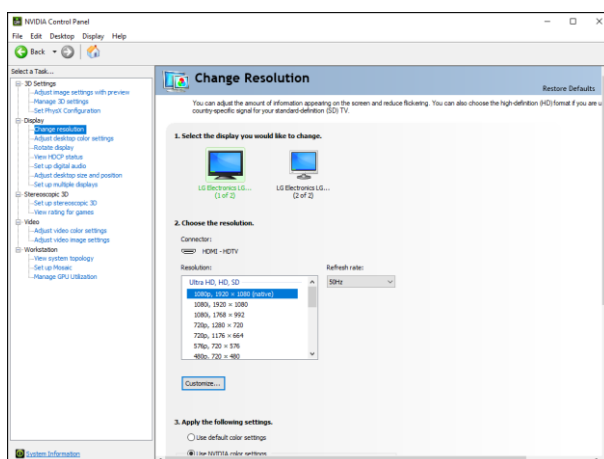 NVIDIA Control Panel
File Edit Desktop Display Help
Back
Select a Task...
3D Settings
Adjust image settings with preview
Manage 3D settings
Set PhysX Configuration
Display
Change resolution
Adjust desktop color settings
Rotate display
View HDCP status
Set up digital audio
Adjust desktop size and position
Set up multiple displays
Stereoscopic 3D
Set up stereoscopic 3D
View rating for games
Video
Adjust video color settings
Adjust video image settings
Workstation
View system topology
Set up Mosaic
Manage GPU Utilization
System Information
Change Resolution
Restore Defaults
You can adjust the amount of information appearing on the screen and reduce flickering. You can also choose the high-definition (HD) format if you are u
country-specific signal for your standard-definition (SD) TV.
1. Select the display you would like to change.
LG Electronics LG... LG Electronics LG...
(1 of 2) (2 of 2)
2. Choose the resolution.
Connector:
HDMI - HDTV
Resolution: Refresh rate:
Ultra HD, HD, SD 50Hz
1080p, 1920 × 1080 (native)
1080i, 1920 × 1080
1080i, 1768 × 992
720p, 1280 × 720
720p, 1176 × 664
576p, 720 × 576
480p, 720 × 480
Customize...
3. Apply the following settings.
Use default color settings
Use NVIDIA color settings